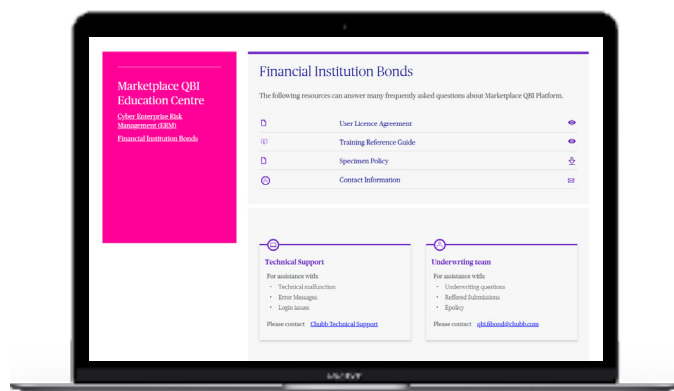 Marketplace QBI
Education Centre
Cyber Enterprise Risk
Management (ERM)
Financial Institution Bonds
Financial Institution Bonds
The following resources can answer many frequently asked questions about Marketplace QBI Platform.
User Licence Agreement
Training Reference Guide
Specimen Policy
Contact Information
Technical Support
For assistance with:
• Technical malfunction
• Error Messages
• Login issues
Please contact Chubb Technical Support
Underwrting team
For assistance with:
• Underwriting questions
• Reffered Submissions
• Epolicy
Please contact qbi.fibond@chubb.com